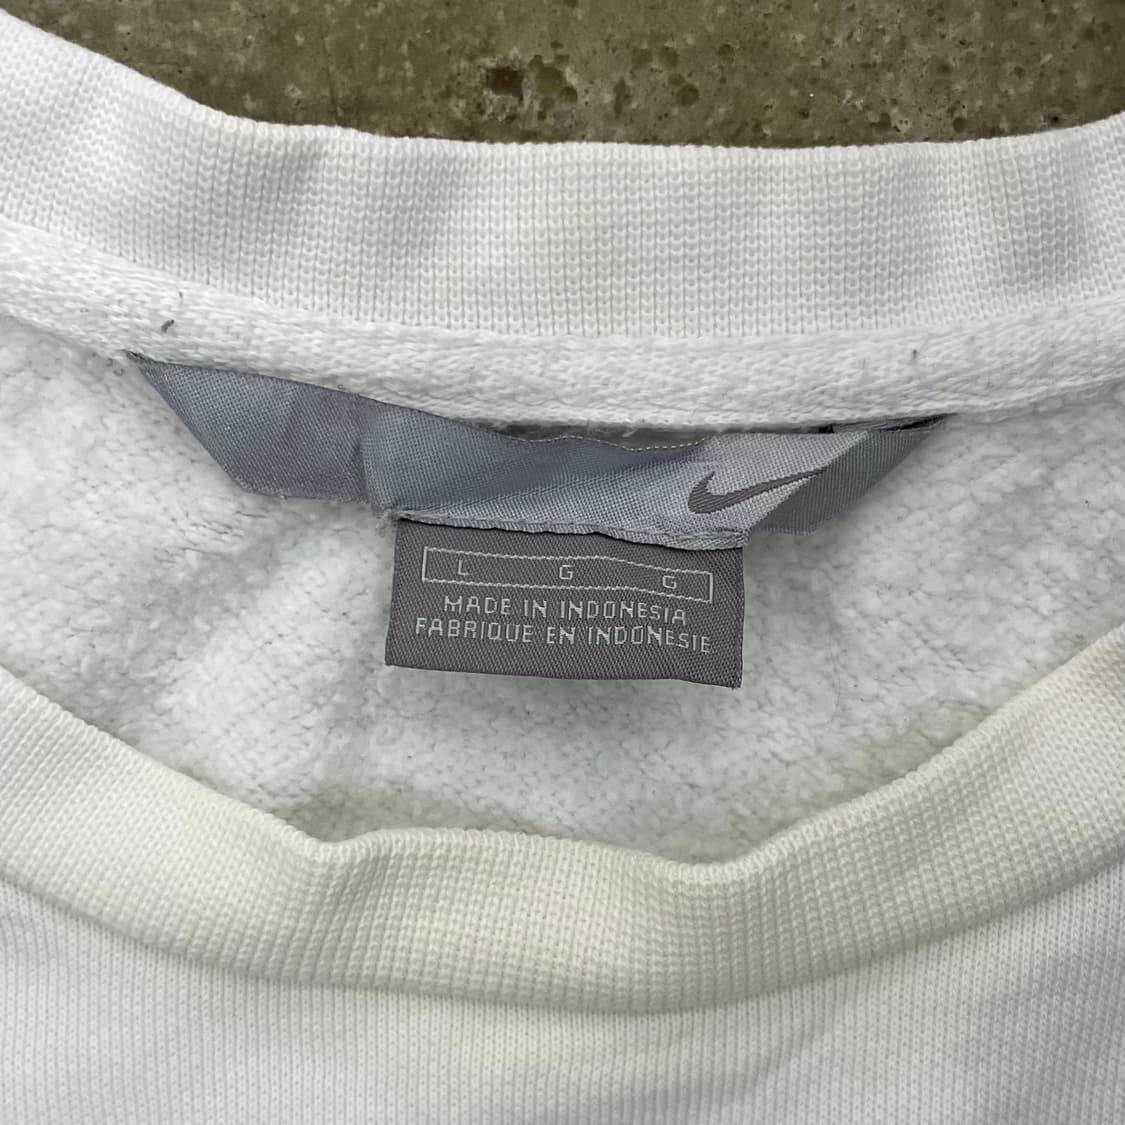 L G G
MADE IN INDONESIA
FABRIQUE EN INDONESIE